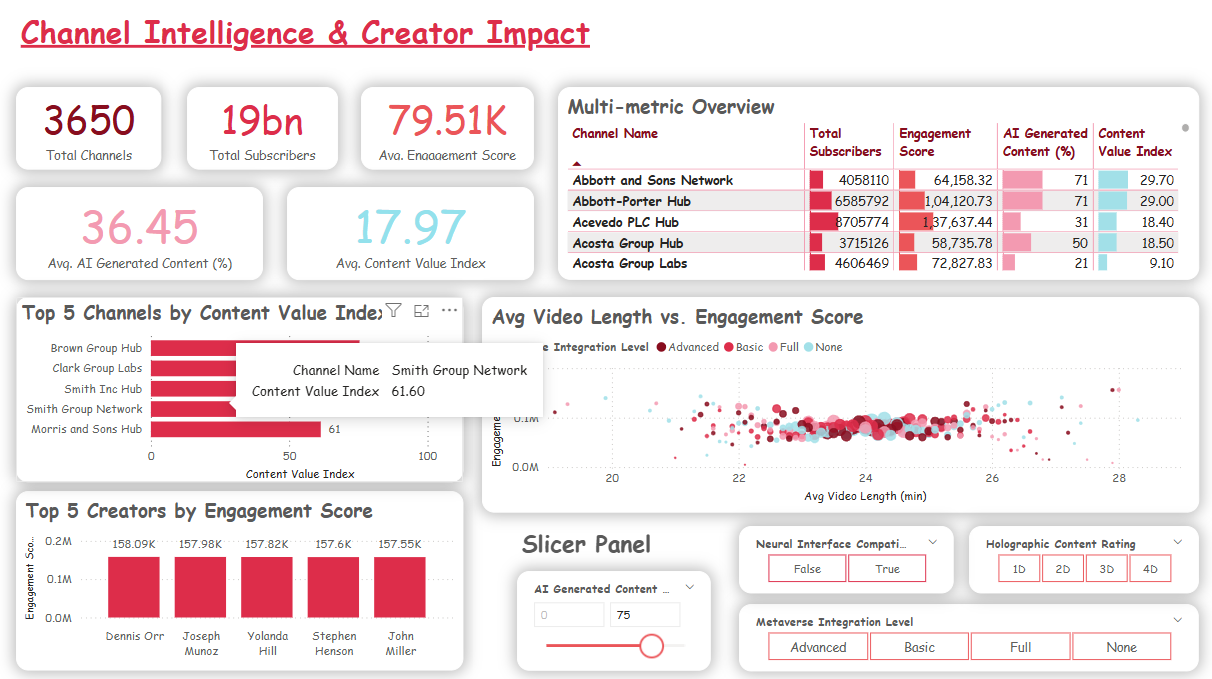 Channel Intelligence & Creator Impact
3650
Total Channels
19bn
Total Subscribers
79.51K
Avg. Engagement Score
36.45
Avg. AI Generated Content (%)
17.97
Avg. Content Value Index
Multi-metric Overview
Channel Name Total Subscribers Engagement Score AI Generated Content (%) Content Value Index
Abbott and Sons Network 4058110 64,158.32 71 29.70
Abbott-Porter Hub 6585792 1,04,120.73 71 29.00
Acevedo PLC Hub 8705774 1,37,637.44 31 18.40
Acosta Group Hub 3715126 58,735.78 50 18.50
Acosta Group Labs 4606469 72,827.83 21 9.10
Top 5 Channels by Content Value Index
Brown Group Hub
Clark Group Labs
Smith Inc Hub
Smith Group Network
Morris and Sons Hub 61
0 50 100
Content Value Index
Channel Name Smith Group Network
Content Value Index 61.60
Avg Video Length vs. Engagement Score
e Integration Level Advanced Basic Full None
Engageme
0.1M
0.0M
20 22 24 26 28
Avg Video Length (min)
Top 5 Creators by Engagement Score
Engagement Sco...
0.2M
0.1M
0.0M
158.09K 157.98K 157.82K 157.6K 157.55K
Dennis Orr Joseph Munoz Yolanda Hill Stephen Henson John Miller
Slicer Panel
AI Generated Content ...
0 75
Neural Interface Compati...
False True
Holographic Content Rating
1D 2D 3D 4D
Metaverse Integration Level
Advanced Basic Full None